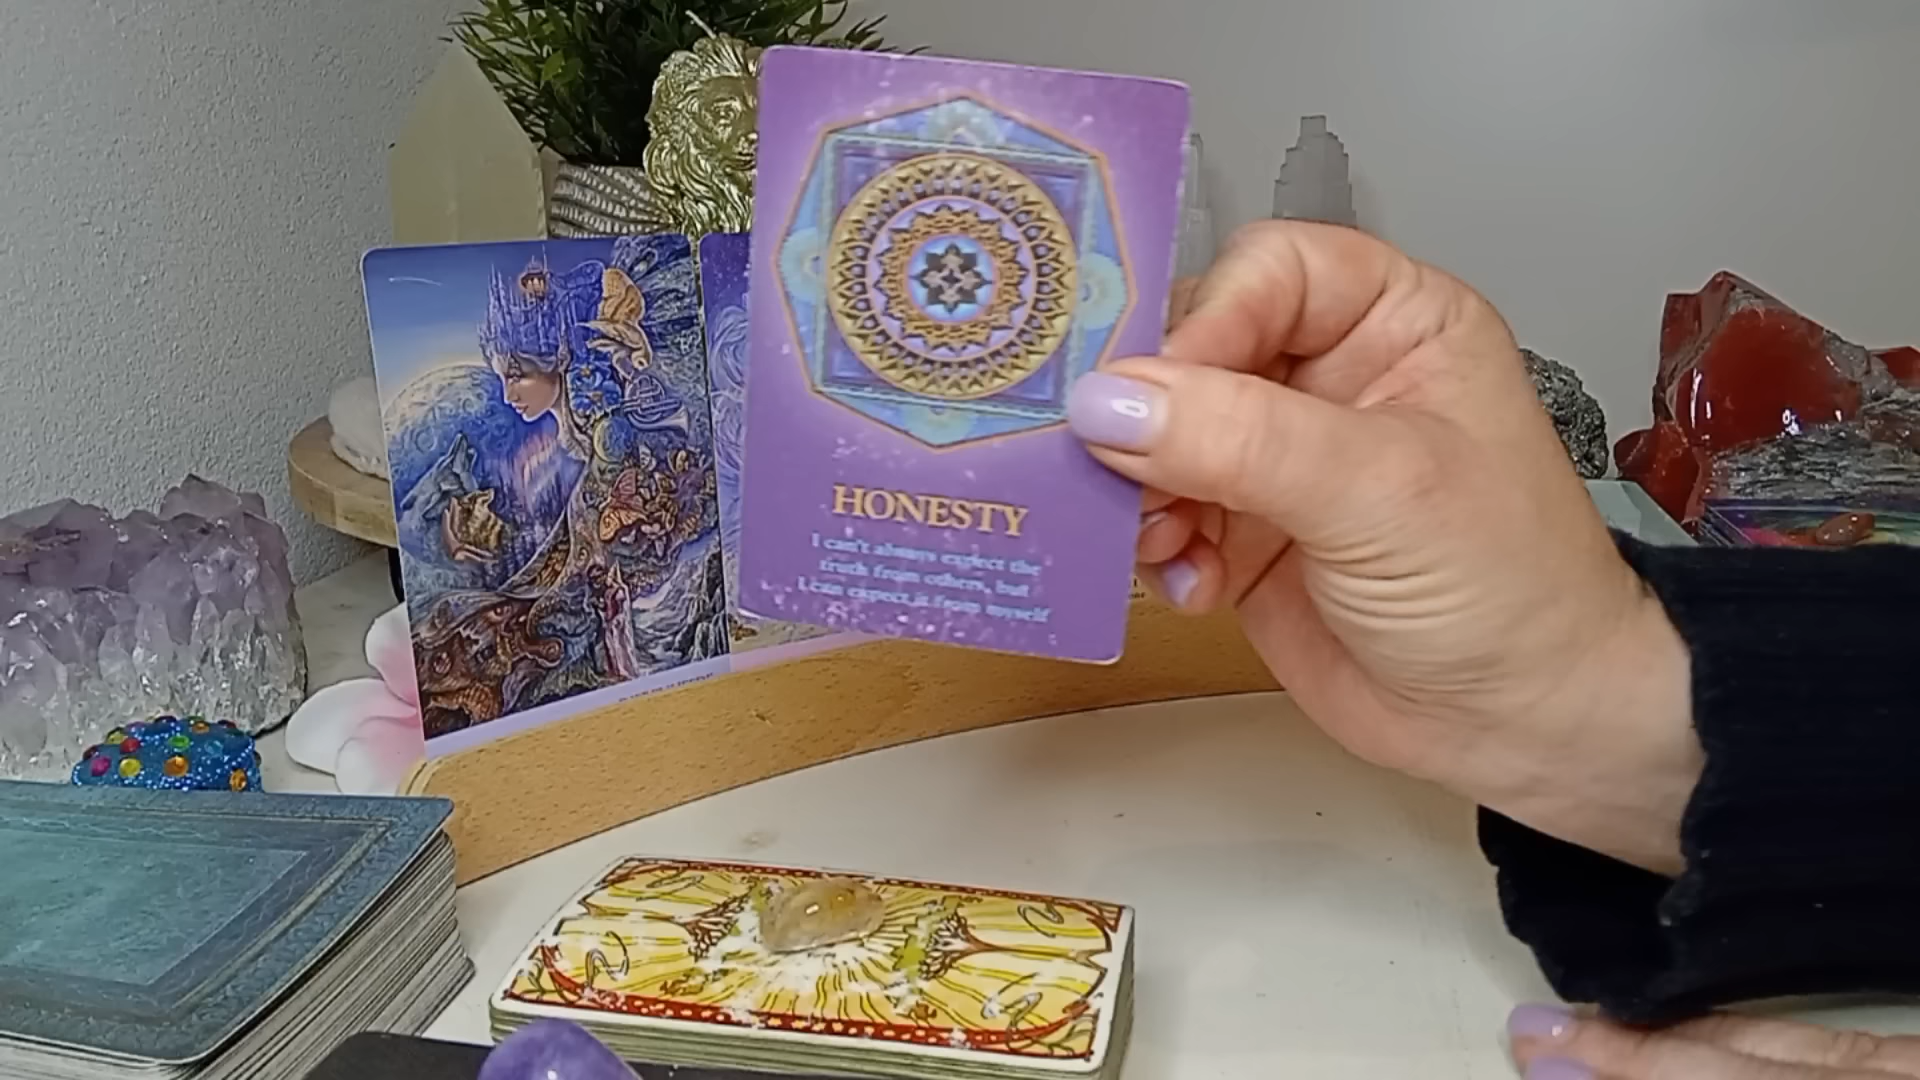 HONESTY
I can't always expect the
truth from others, but
I can expect it from myself